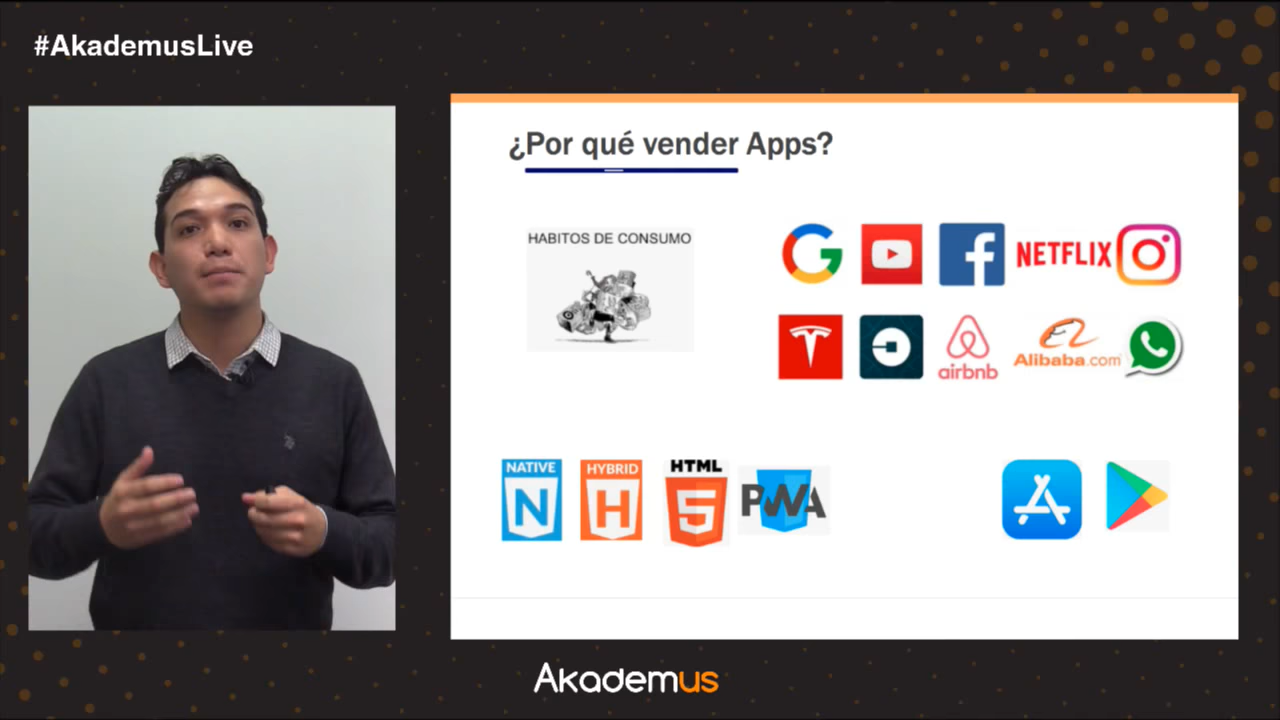 #AkademusLive
¿Por qué vender Apps?
HABITOS DE CONSUMO
NETFLIX
airbnb
Alibaba.com
NATIVE
N
HYBRID
H
HTML
5
PWA
Akademus